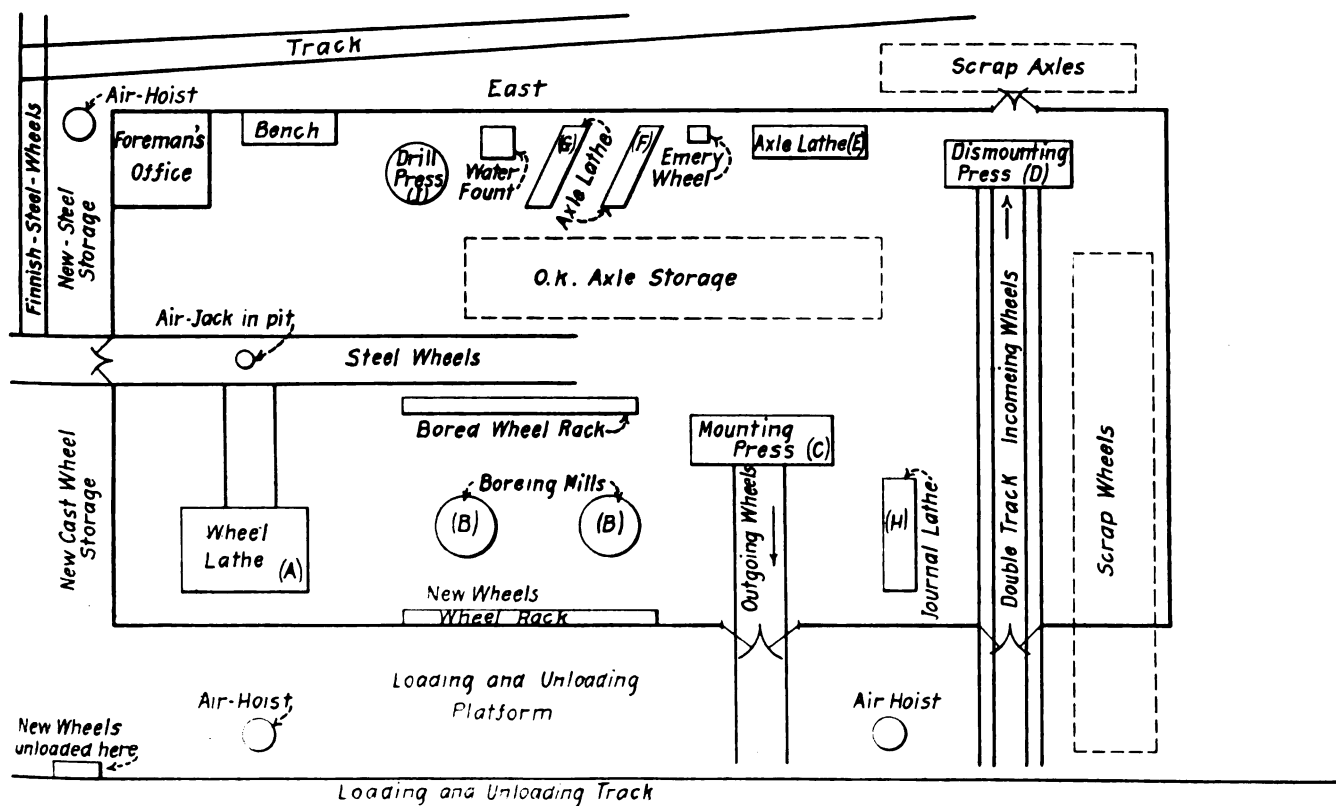 Track
Scrap Axles
Air-Hoist
East
Finnish-Steel-Wheels
New-Steel
Storage
Foreman's
Office
Bench
Drill
Press
(I)
Water
Fount
(G)
Axle Lathe
(F)
Emery
Wheel
Axle Lathe(E)
Dismounting
Press (D)
O.k. Axle Storage
Air-Jack in pit
Steel Wheels
Bored Wheel Rack
Mounting
Press (C)
Double Track Incomeing Wheels
Scrap Wheels
New Cast Wheel
Storage
Wheel
Lathe (A)
Boreing Mills
(B)
(B)
Outgoing Wheels
(H)
Journal Lathe
New Wheels
Wheel Rack
Loading and Unloading
Platform
Air-Hoist
Air Hoist
New Wheels
unloaded here
Loading and Unloading Track